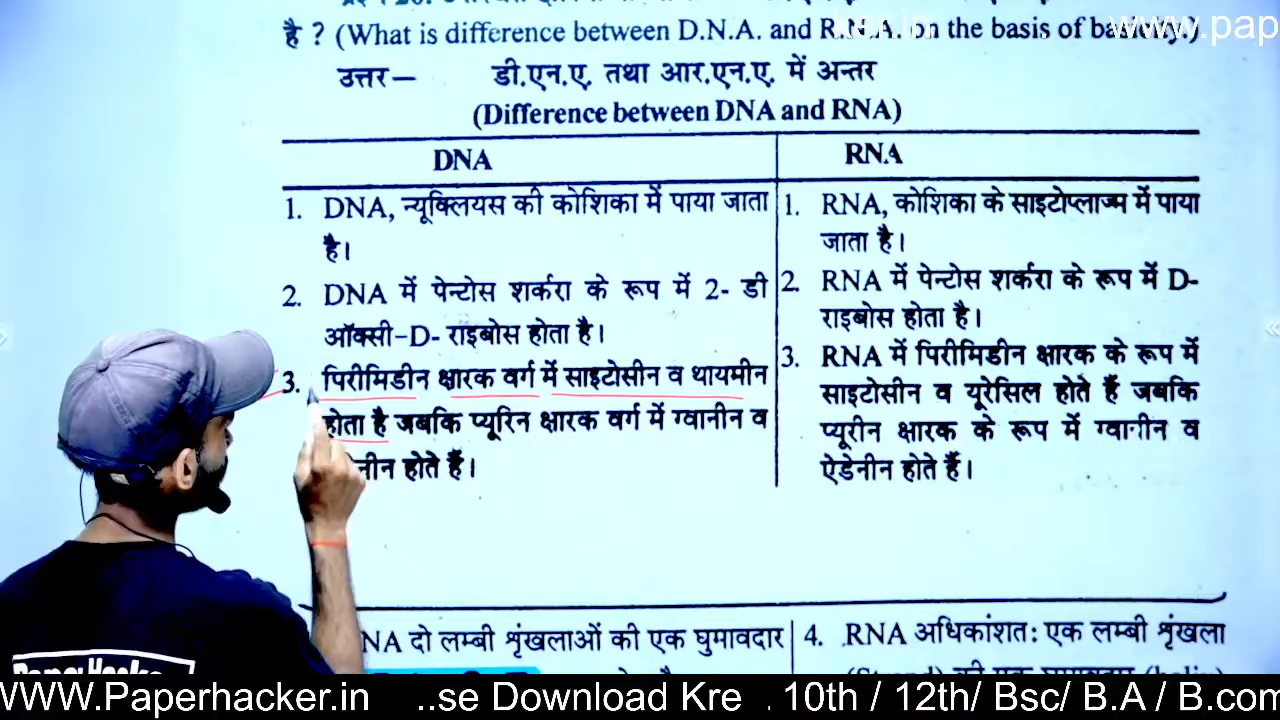 है ? (What is difference between D.N.A. and R.N.A. on the basis of basicity.)
www.pap
उत्तर— डी.एन.ए. तथा आर.एन.ए. में अन्तर
(Difference between DNA and RNA)
DNA
1. DNA, न्यूक्लियस की कोशिका में पाया जाता
है।
2. DNA में पेन्टोस शर्करा के रूप में 2- डी
ऑक्सी–D- राइबोस होता है।
3. पिरीमिडीन क्षारक वर्ग में साइटोसीन व थायमीन
होता है जबकि प्यूरिन क्षारक वर्ग में ग्वानीन व
नीन होते हैं।
RNA
1. RNA, कोशिका के साइटोप्लाज्म में पाया
जाता है।
2. RNA में पेन्टोस शर्करा के रूप में D-
राइबोस होता है।
3. RNA में पिरीमिडीन क्षारक के रूप में
साइटोसीन व यूरेसिल होते हैं जबकि
प्यूरीन क्षारक के रूप में ग्वानीन व
ऐडेनीन होते हैं।
NA दो लम्बी शृंखलाओं की एक घुमावदार
4. RNA अधिकांशत: एक लम्बी शृंखला
WWW.Paperhacker.in ..se Download Kre . 10th / 12th/ Bsc/ B.A / B.com